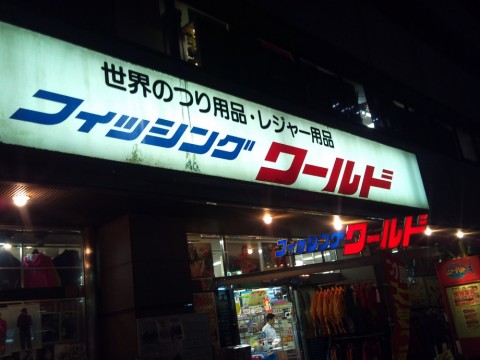 世界のつり用品・レジャー用品
フィッシング ワールド
フィッシング ワールド